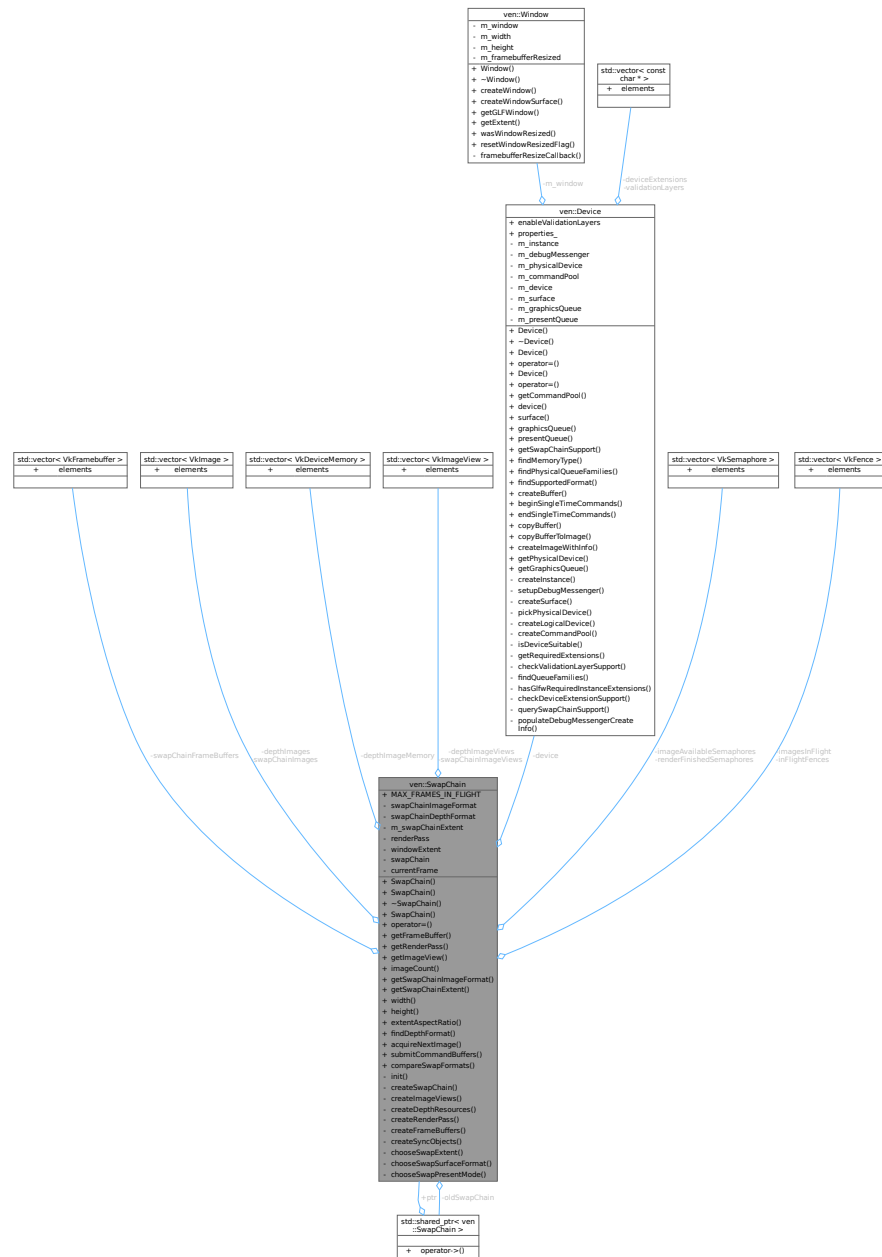 ven::Window
- m_window
- m_width
- m_height
- m_framebufferResized
+ Window()
+ ~Window()
+ createWindow()
+ createWindowSurface()
+ getGLFWindow()
+ getExtent()
+ wasWindowResized()
+ resetWindowResizedFlag()
- framebufferResizeCallback()
std::vector< const
char * >
+ elements
-m_window
-deviceExtensions
-validationLayers
ven::Device
+ enableValidationLayers
+ properties_
- m_instance
- m_debugMessenger
- m_physicalDevice
- m_commandPool
- m_device
- m_surface
- m_graphicsQueue
- m_presentQueue
+ Device()
+ ~Device()
+ Device()
+ operator=()
+ Device()
+ operator=()
+ getCommandPool()
+ device()
+ surface()
+ graphicsQueue()
+ presentQueue()
+ getSwapChainSupport()
+ findMemoryType()
+ findPhysicalQueueFamilies()
+ findSupportedFormat()
+ createBuffer()
+ beginSingleTimeCommands()
+ endSingleTimeCommands()
+ copyBuffer()
+ copyBufferToImage()
+ createImageWithInfo()
+ getPhysicalDevice()
+ getGraphicsQueue()
- createInstance()
- setupDebugMessenger()
- createSurface()
- pickPhysicalDevice()
- createLogicalDevice()
- createCommandPool()
- isDeviceSuitable()
- getRequiredExtensions()
- checkValidationLayerSupport()
- findQueueFamilies()
- hasGlfwRequiredInstanceExtensions()
- checkDeviceExtensionSupport()
- querySwapChainSupport()
- populateDebugMessengerCreate
Info()
std::vector< VkFramebuffer >
+ elements
std::vector< VkImage >
+ elements
std::vector< VkDeviceMemory >
+ elements
std::vector< VkImageView >
+ elements
std::vector< VkSemaphore >
+ elements
std::vector< VkFence >
+ elements
-swapChainFrameBuffers
-depthImages
-swapChainImages
-depthImageMemory
-depthImageViews
-swapChainImageViews
-device
-imageAvailableSemaphores
-renderFinishedSemaphores
-imagesInFlight
-inFlightFences
ven::SwapChain
+ MAX_FRAMES_IN_FLIGHT
- swapChainImageFormat
- swapChainDepthFormat
- m_swapChainExtent
- renderPass
- windowExtent
- swapChain
- currentFrame
+ SwapChain()
+ SwapChain()
+ ~SwapChain()
+ SwapChain()
+ operator=()
+ getFrameBuffer()
+ getRenderPass()
+ getImageView()
+ imageCount()
+ getSwapChainImageFormat()
+ getSwapChainExtent()
+ width()
+ height()
+ extentAspectRatio()
+ findDepthFormat()
+ acquireNextImage()
+ submitCommandBuffers()
+ compareSwapFormats()
- init()
- createSwapChain()
- createImageViews()
- createDepthResources()
- createRenderPass()
- createFrameBuffers()
- createSyncObjects()
- chooseSwapExtent()
- chooseSwapSurfaceFormat()
- chooseSwapPresentMode()
+ptr
-oldSwapChain
std::shared_ptr< ven
::SwapChain >
+ operator->()